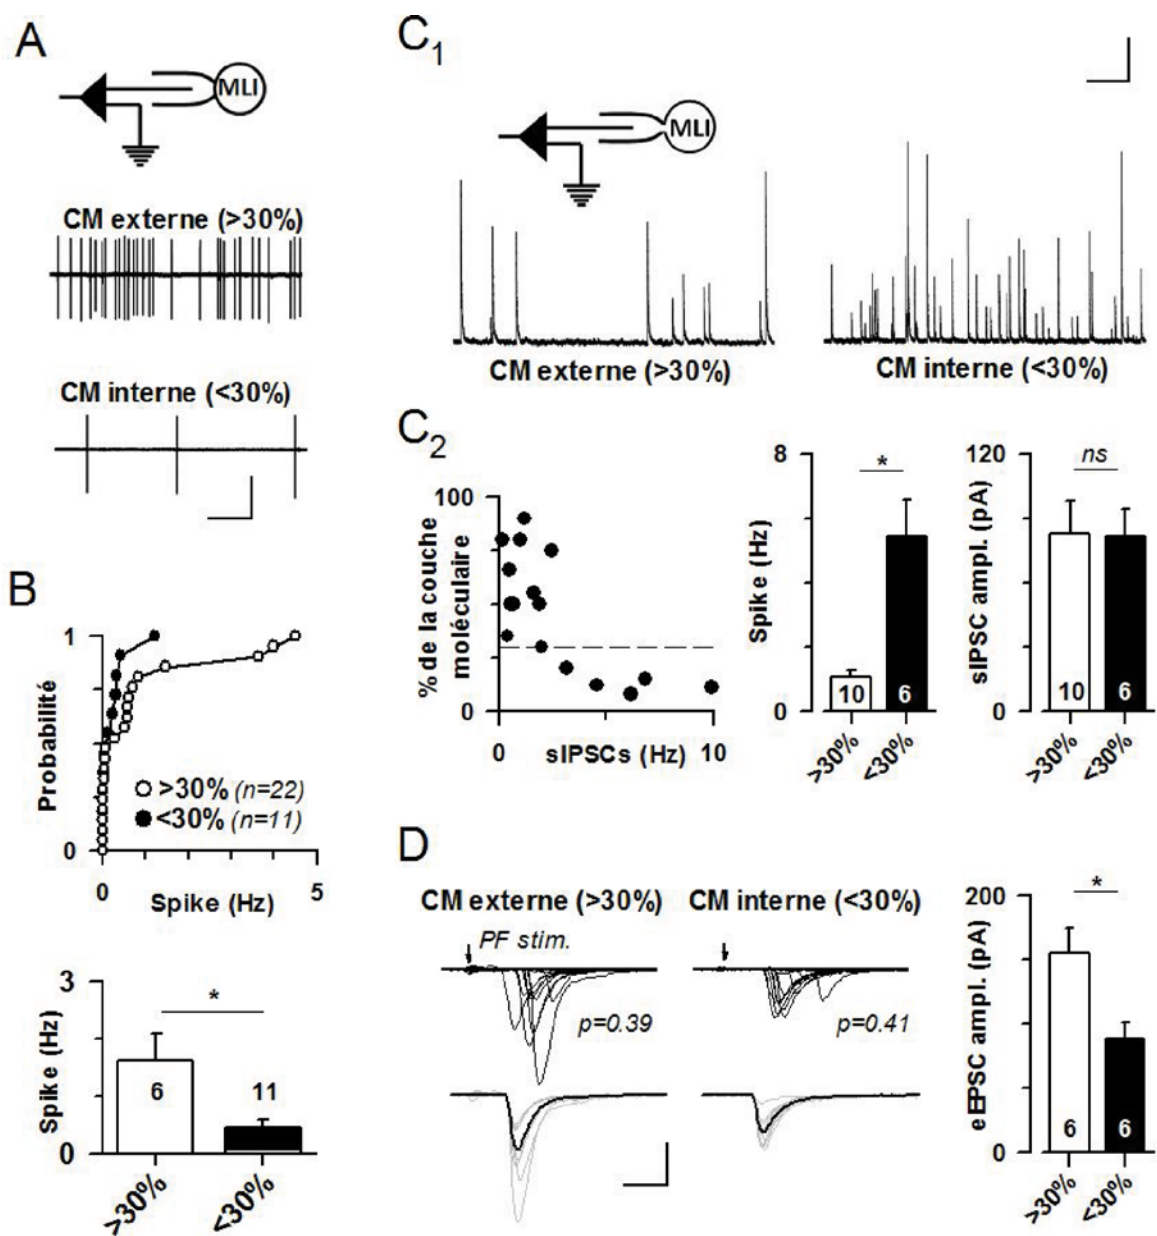 A
MLI
CM externe (>30%)
CM interne (<30%)
B
1
Probabilité
0
>30% (n=22)
<30% (n=11)
0
5
Spike (Hz)
3
Spike (Hz)
0
*
6
11
>30%
<30%
C1
MLI
CM externe (>30%)
CM interne (<30%)
C2
100
% de la couche
moléculaire
0
0
sIPSCs (Hz)
10
8
Spike (Hz)
0
*
10
6
>30%
<30%
120
sIPSC ampl. (pA)
0
ns
10
6
>30%
<30%
D
CM externe (>30%)
CM interne (<30%)
PF stim.
p=0.39
p=0.41
200
eEPSC ampl. (pA)
0
*
6
6
>30%
<30%